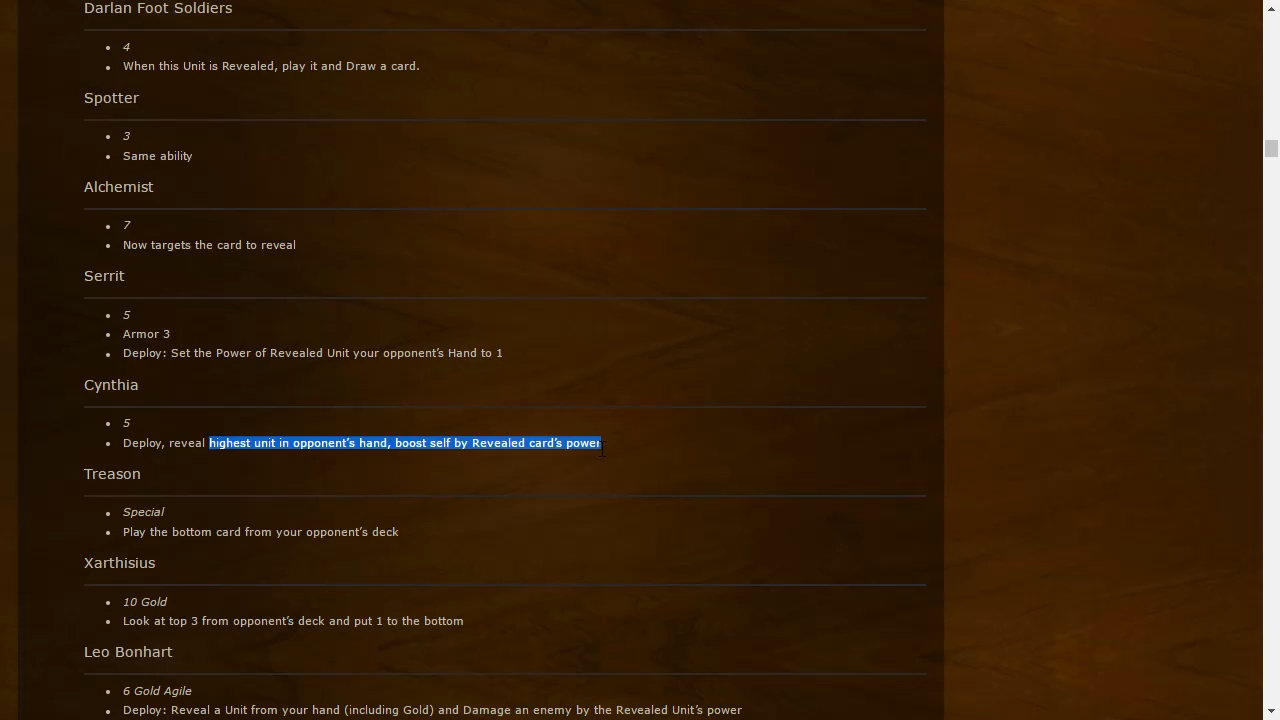 Darlan Foot Soldiers
4
When this Unit is Revealed, play it and Draw a card.
Spotter
3
Same ability
Alchemist
7
Now targets the card to reveal
Serrit
5
Armor 3
Deploy: Set the Power of Revealed Unit your opponent's Hand to 1
Cynthia
5
Deploy, reveal highest unit in opponent's hand, boost self by Revealed card's power
Treason
Special
Play the bottom card from your opponent's deck
Xarthisius
10 Gold
Look at top 3 from opponent's deck and put 1 to the bottom
Leo Bonhart
6 Gold Agile
Deploy: Reveal a Unit from your hand (including Gold) and Damage an enemy by the Revealed Unit's power